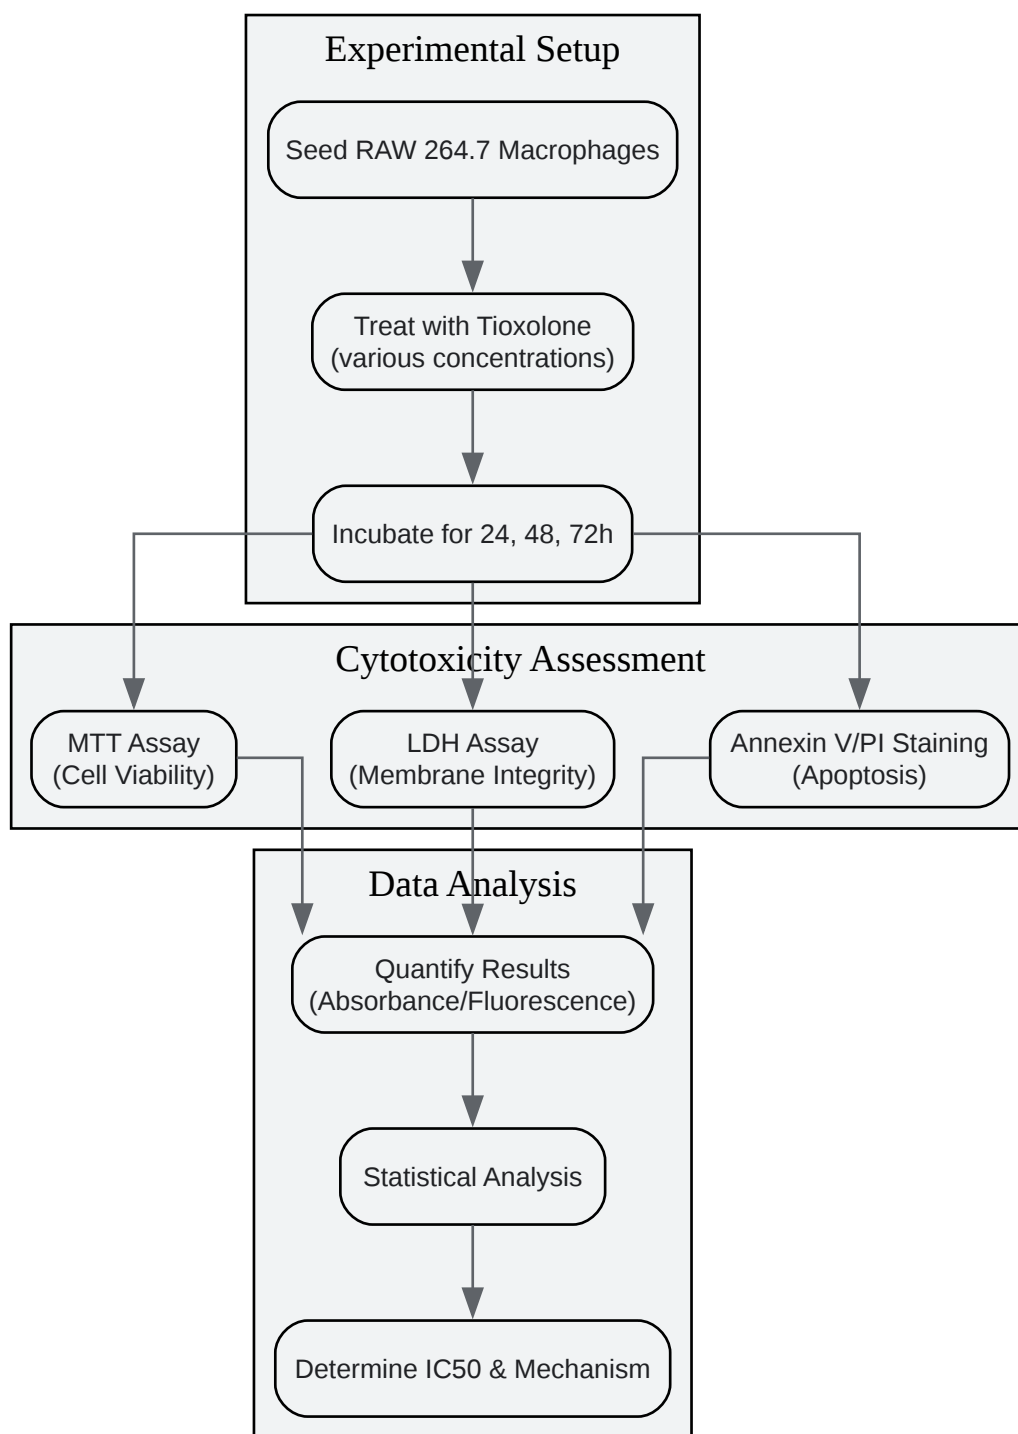 Experimental Setup
Seed RAW 264.7 Macrophages
Treat with Tioxolone
(various concentrations)
Incubate for 24, 48, 72h
Cytotoxicity Assessment
MTT Assay
(Cell Viability)
LDH Assay
(Membrane Integrity)
Annexin V/PI Staining
(Apoptosis)
Data Analysis
Quantify Results
(Absorbance/Fluorescence)
Statistical Analysis
Determine IC50 & Mechanism